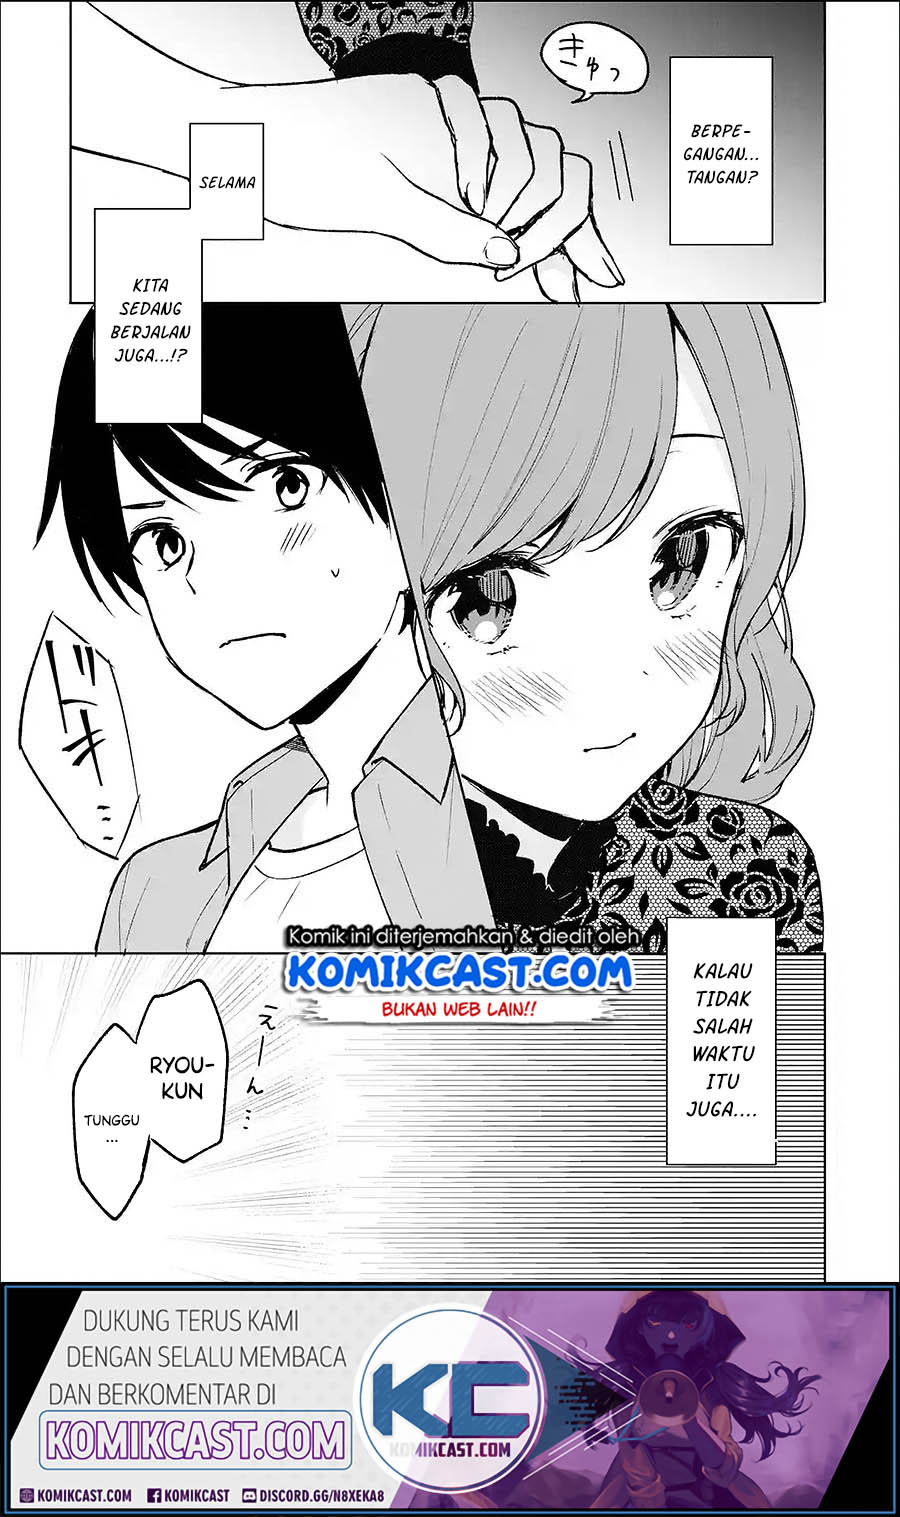 きゅっ
BERPE-
GANGAN...
TANGAN?
SELAMA
KITA
SEDANG
BERJALAN
JUGA...!?
ドキ
Komik ini diterjemahkan & diedit oleh
KOMIKCAST.COM
BUKAN WEB LAIN!!
KALAU
TIDAK
SALAH
WAKTU
ITU
JUGA....
えーん…
RYOU-
KUN
TUNGGU
...
DUKUNG TERUS KAMI
DENGAN SELALU MEMBACA
DAN BERKOMENTAR DI
KOMIKCAST.COM
KC
KOMIKCAST.COM
KOMIKCAST.COM
KOMIKCAST
DISCORD.GG/N8XEKA8